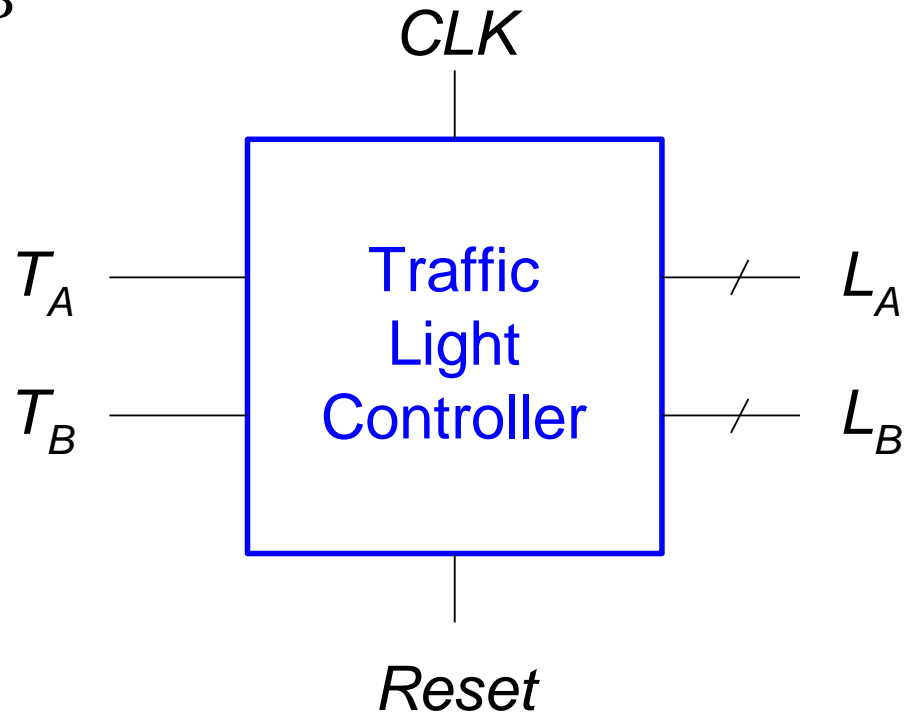 CLK
T_A
Traffic
Light
Controller
L_A
T_B
L_B
Reset